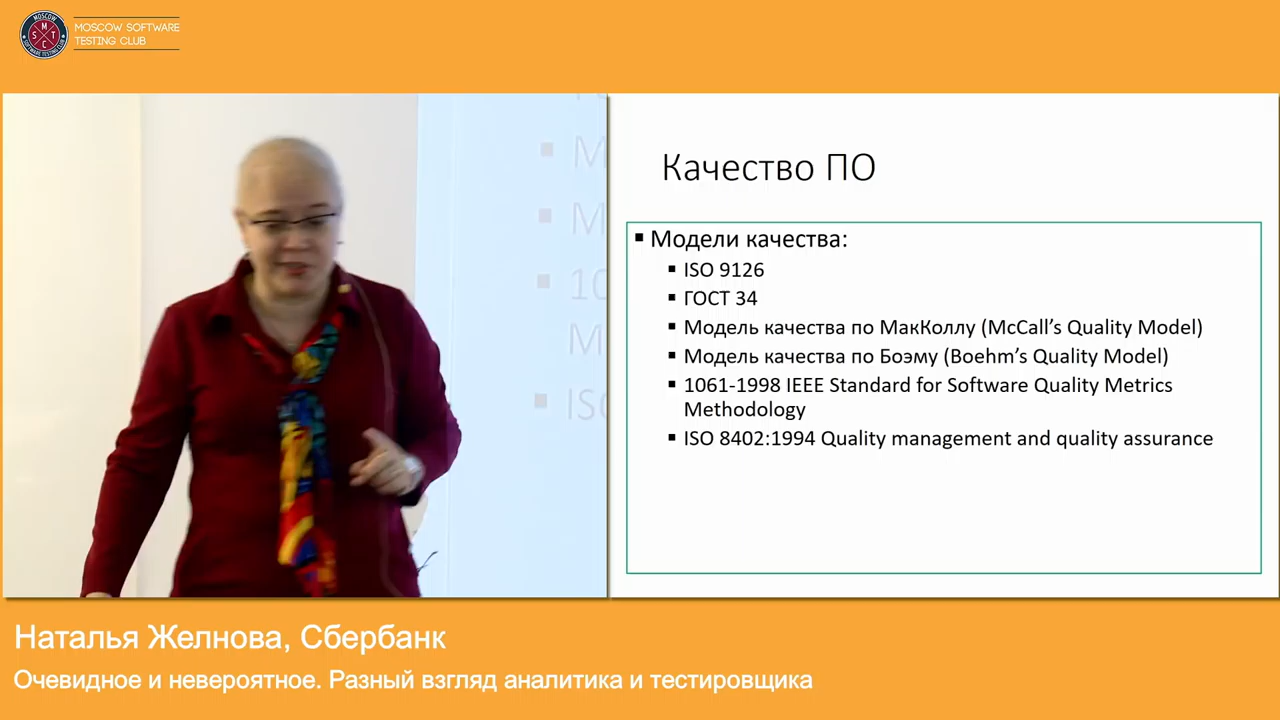 MOSCOW SOFTWARE
TESTING CLUB
Качество ПО
▪ Модели качества:
▪ ISO 9126
▪ ГОСТ 34
▪ Модель качества по МакКоллу (McCall’s Quality Model)
▪ Модель качества по Боэму (Boehm’s Quality Model)
▪ 1061-1998 IEEE Standard for Software Quality Metrics
Methodology
▪ ISO 8402:1994 Quality management and quality assurance
Наталья Желнова, Сбербанк
Очевидное и невероятное. Разный взгляд аналитика и тестировщика